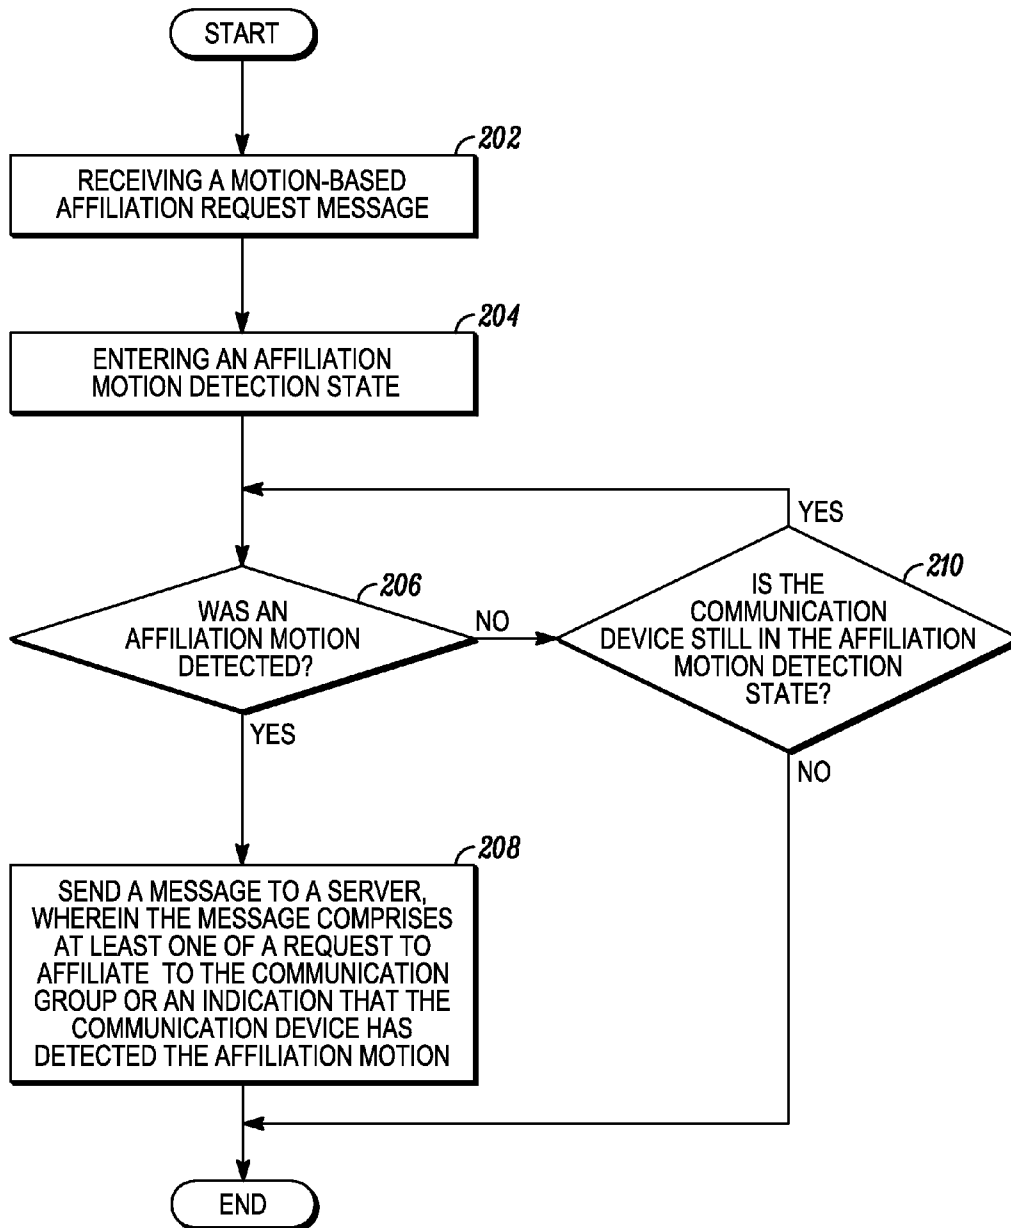 START
202
RECEIVING A MOTION-BASED
AFFILIATION REQUEST MESSAGE
204
ENTERING AN AFFILIATION
MOTION DETECTION STATE
206
WAS AN
AFFILIATION MOTION
DETECTED?
NO
YES
210
IS THE
COMMUNICATION
DEVICE STILL IN THE AFFILIATION
MOTION DETECTION
STATE?
YES
NO
208
SEND A MESSAGE TO A SERVER,
WHEREIN THE MESSAGE COMPRISES
AT LEAST ONE OF A REQUEST TO
AFFILIATE TO THE COMMUNICATION
GROUP OR AN INDICATION THAT THE
COMMUNICATION DEVICE HAS
DETECTED THE AFFILIATION MOTION
END